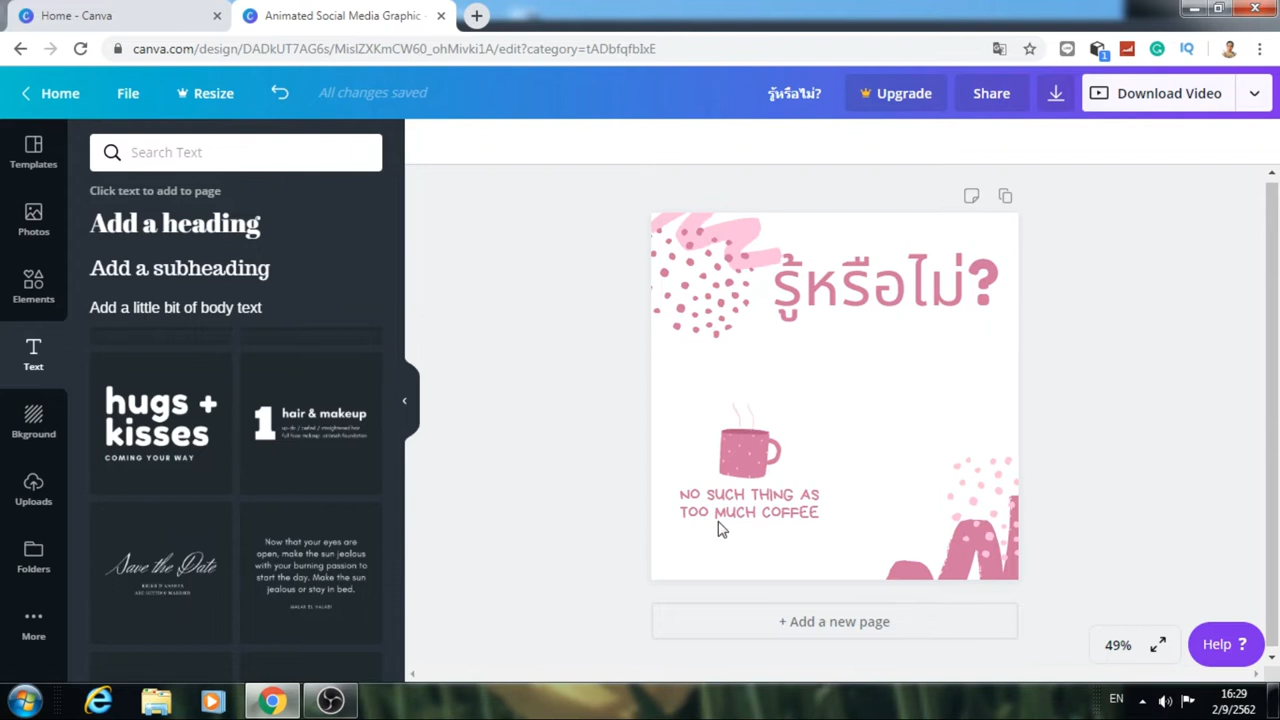 Home - Canva
Animated Social Media Graphic -
canva.com/design/DADkUT7AG6s/MislZXKmCW60_ohMivki1A/edit?category=tADbfqfbIxE
Home
File
Resize
All changes saved
รู้หรือไม่?
Upgrade
Share
Download Video
Templates
Photos
Elements
Text
Bkground
Uploads
Folders
More
Search Text
Click text to add to page
Add a heading
Add a subheading
Add a little bit of body text
hugs +
kisses
COMING YOUR WAY
1
hair & makeup
Save the Date
Now that your eyes are
open, make the sun jealous
with your burning passion to
start the day. Make the sun
jealous or stay in bed.
รู้หรือไม่?
NO SUCH THING AS
TOO MUCH COFFEE
+ Add a new page
49%
Help ?
EN
16:29
2/9/2562